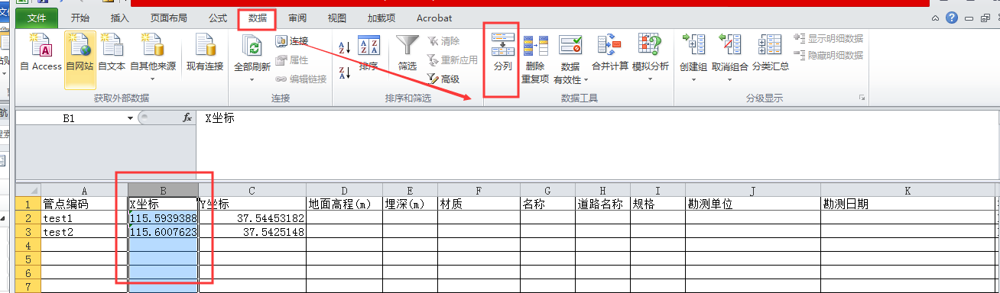 文件 开始 插入 页面布局 公式 数据 审阅 视图 加载项 Acrobat
自 Access 自网站 自文本 自其他来源 现有连接 全部刷新 连接 属性 编辑链接 排序 筛选 清除 重新应用 高级 分列 删除重复项 数据有效性 合并计算 模拟分析 创建组 取消组合 分类汇总 显示明细数据 隐藏明细数据
获取外部数据 连接 排序和筛选 数据工具 分级显示
B1 fx X坐标
A B C D E F G H I J K
1 管点编码 X坐标 Y坐标 地面高程(m) 埋深(m) 材质 名称 道路名称 规格 勘测单位 勘测日期
2 test1 115.5939388 37.54453182
3 test2 115.6007623 37.5425148
4
5
6
7